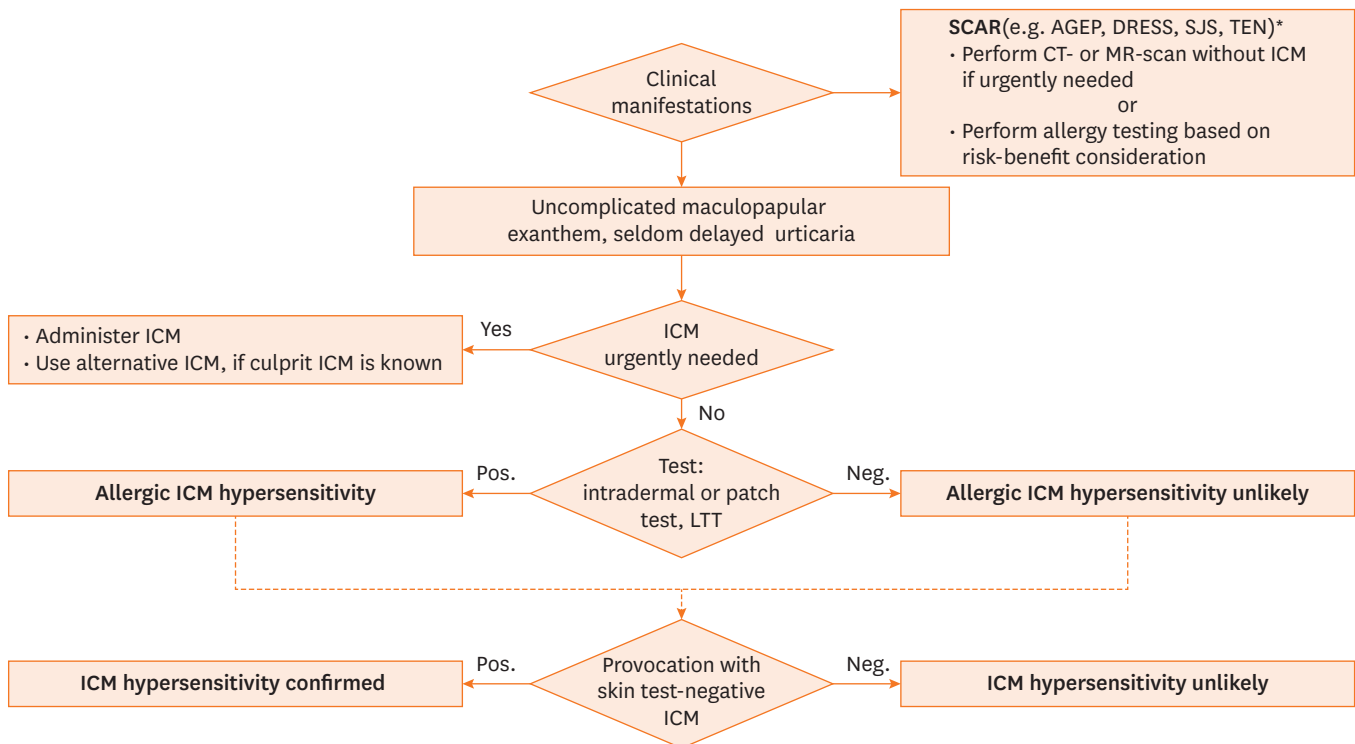 SCAR(e.g. AGEP, DRESS, SJS, TEN)*
· Perform CT- or MR-scan without ICM
if urgently needed
or
· Perform allergy testing based on
risk-benefit consideration
Clinical
manifestations
Uncomplicated maculopapular
exanthem, seldom delayed urticaria
· Administer ICM
· Use alternative ICM, if culprit ICM is known
Yes
ICM
urgently needed
No
Allergic ICM hypersensitivity
Pos.
Test:
intradermal or patch
test, LTT
Neg.
Allergic ICM hypersensitivity unlikely
ICM hypersensitivity confirmed
Pos.
Provocation with
skin test-negative
ICM
Neg.
ICM hypersensitivity unlikely